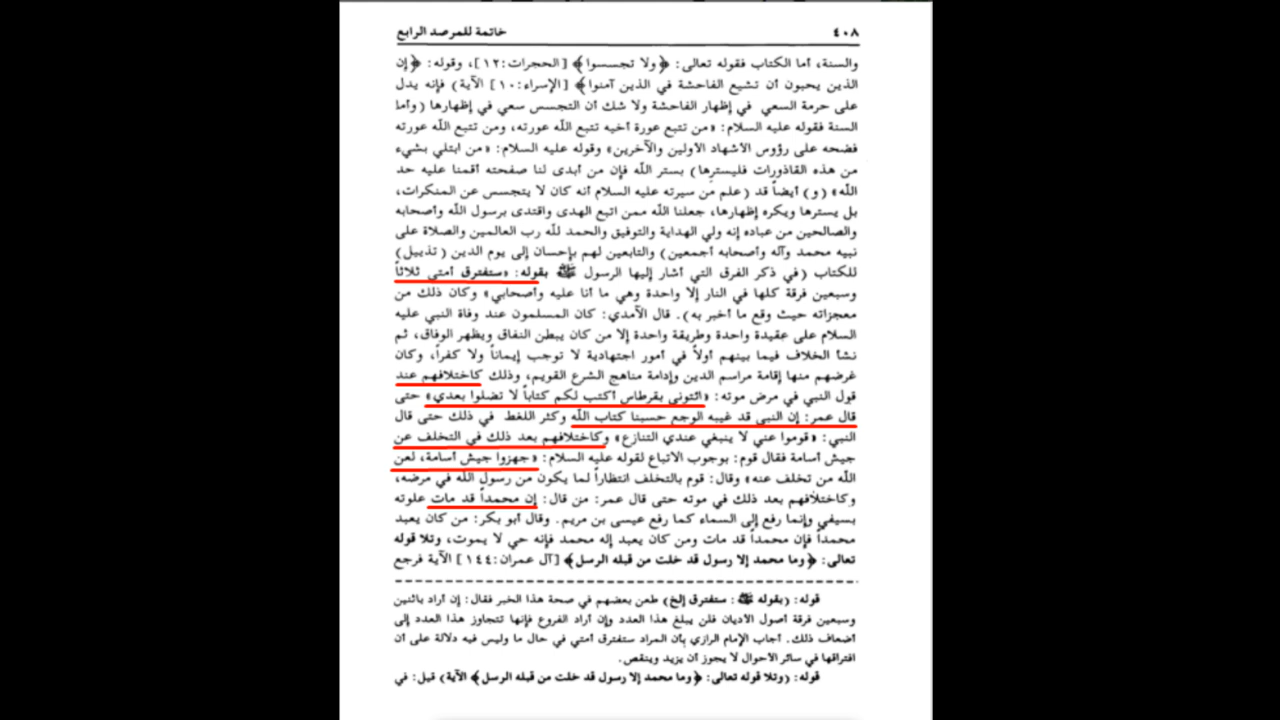 ٤٠٨ خاتمة للمرصد الرابع
والسنة، أما الكتاب فقوله تعالى: ﴿ولا تجسسوا﴾ [الحجرات:١٢]، وقوله: ﴿إن
الذين يحبون أن تشيع الفاحشة في الذين آمنوا﴾ [الإسراء:١٠] الآية) فإنه يدل
على حرمة السعي في إظهار الفاحشة ولا شك أن التجسس سعي في إظهارها (وأما
السنة فقوله عليه السلام: «من تتبع عورة أخيه تتبع الله عورته، ومن تتبع الله عورته
فضحه على رؤوس الأشهاد الأولين والآخرين» وقوله عليه السلام: «من ابتلي بشيء
من هذه القاذورات فليسترها) بستر الله فإن من أبدى لنا صفحته أقمنا عليه حد
الله» (و) أيضاً قد (علم من سيرته عليه السلام أنه كان لا يتجسس عن المنكرات،
بل يسترها ويكره إظهارها، جعلنا الله ممن اتبع الهدى واقتدى برسول الله وأصحابه
والصالحين من عباده إنه ولي الهداية والتوفيق والحمد لله رب العالمين والصلاة على
نبيه محمد وآله وأصحابه أجمعين) والتابعين لهم بإحسان إلى يوم الدين (تذييل)
للكتاب (في ذكر الفرق التي أشار إليها الرسول ﷺ بقوله: «ستفترق أمتي ثلاثاً
وسبعين فرقة كلها في النار إلا واحدة وهي ما أنا عليه وأصحابي» وكان ذلك من
معجزاته حيث وقع ما أخبر به). قال الآمدي: كان المسلمون عند وفاة النبي عليه
السلام على عقيدة واحدة وطريقة واحدة إلا من كان يبطن النفاق ويظهر الوفاق، ثم
نشأ الخلاف فيما بينهم أولاً في أمور اجتهادية لا توجب إيماناً ولا كفراً، وكان
غرضهم منها إقامة مراسم الدين وإدامة مناهج الشرع القويم، وذلك كاختلافهم عند
قول النبي في مرض موته: «ائتوني بقرطاس أكتب لكم كتاباً لا تضلوا بعدي» حتى
قال عمر: إن النبي قد غيبه الوجع حسبنا كتاب الله وكثر اللغط في ذلك حتى قال
النبي: «قوموا عني لا ينبغي عندي التنازع» وكاختلافهم بعد ذلك في التخلف عن
جيش أسامة فقال قوم: بوجوب الاتباع لقوله عليه السلام: «جهزوا جيش أسامة، لعن
الله من تخلف عنه» وقال: قوم بالتخلف انتظاراً لما يكون من رسول الله في مرضه،
وكاختلافهم بعد ذلك في موته حتى قال عمر: من قال: إن محمداً قد مات علوته
بسيفي وإنما رفع إلى السماء كما رفع عيسى بن مريم. وقال أبو بكر: من كان يعبد
محمداً فإن محمداً قد مات ومن كان يعبد إله محمد فإنه حي لا يموت، وتلا قوله
تعالى: ﴿وما محمد إلا رسول قد خلت من قبله الرسل﴾ [آل عمران:١٤٤] الآية فرجع
قوله: (بقوله ﷺ: ستفترق إلخ) طعن بعضهم في صحة هذا الخبر فقال: إن أراد باثنين
وسبعين فرقة أصول الأديان فلن يبلغ هذا العدد وإن أراد الفروع فإنها تتجاوز هذا العدد إلى
أضعاف ذلك. أجاب الإمام الرازي بأن المراد ستفترق أمتي في حال ما وليس فيه دلالة على أن
افتراقها في سائر الأحوال لا يجوز أن يزيد وينقص.
قوله: (وتلا قوله تعالى: ﴿وما محمد إلا رسول قد خلت من قبله الرسل﴾ الآية) قيل: في